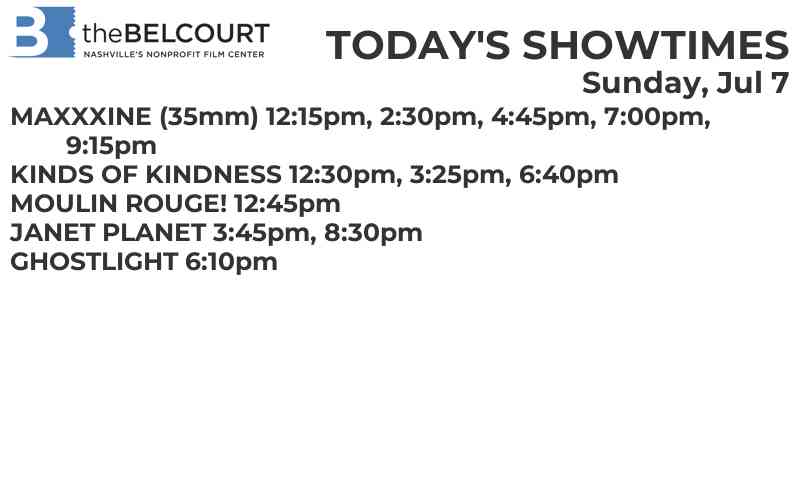 B theBELCOURT
NASHVILLE'S NONPROFIT FILM CENTER
TODAY'S SHOWTIMES
Sunday, Jul 7
MAXXXINE (35mm) 12:15pm, 2:30pm, 4:45pm, 7:00pm,
9:15pm
KINDS OF KINDNESS 12:30pm, 3:25pm, 6:40pm
MOULIN ROUGE! 12:45pm
JANET PLANET 3:45pm, 8:30pm
GHOSTLIGHT 6:10pm